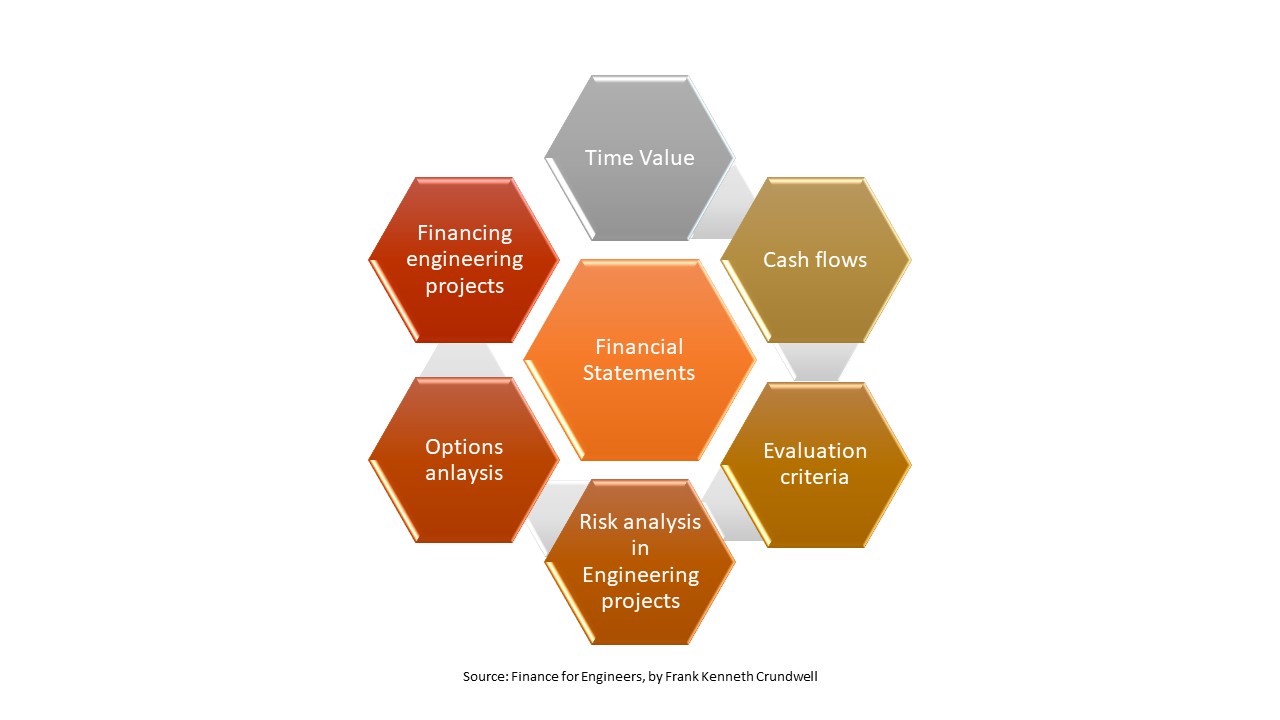 Time Value
Cash flows
Evaluation
criteria
Risk analysis
in
Engineering
projects
Options
anlaysis
Financing
engineering
projects
Financial
Statements
Source: Finance for Engineers, by Frank Kenneth Crundwell